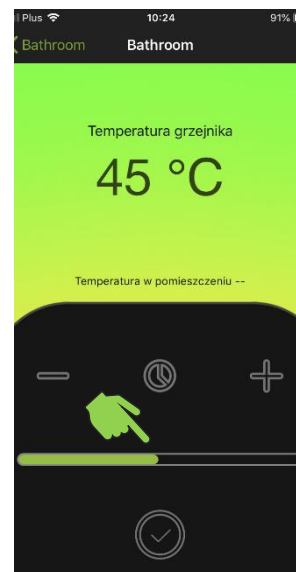 Plus 10:24 91%
Bathroom Bathroom
Temperatura grzejnika
45 °C
Temperatura w pomieszczeniu --